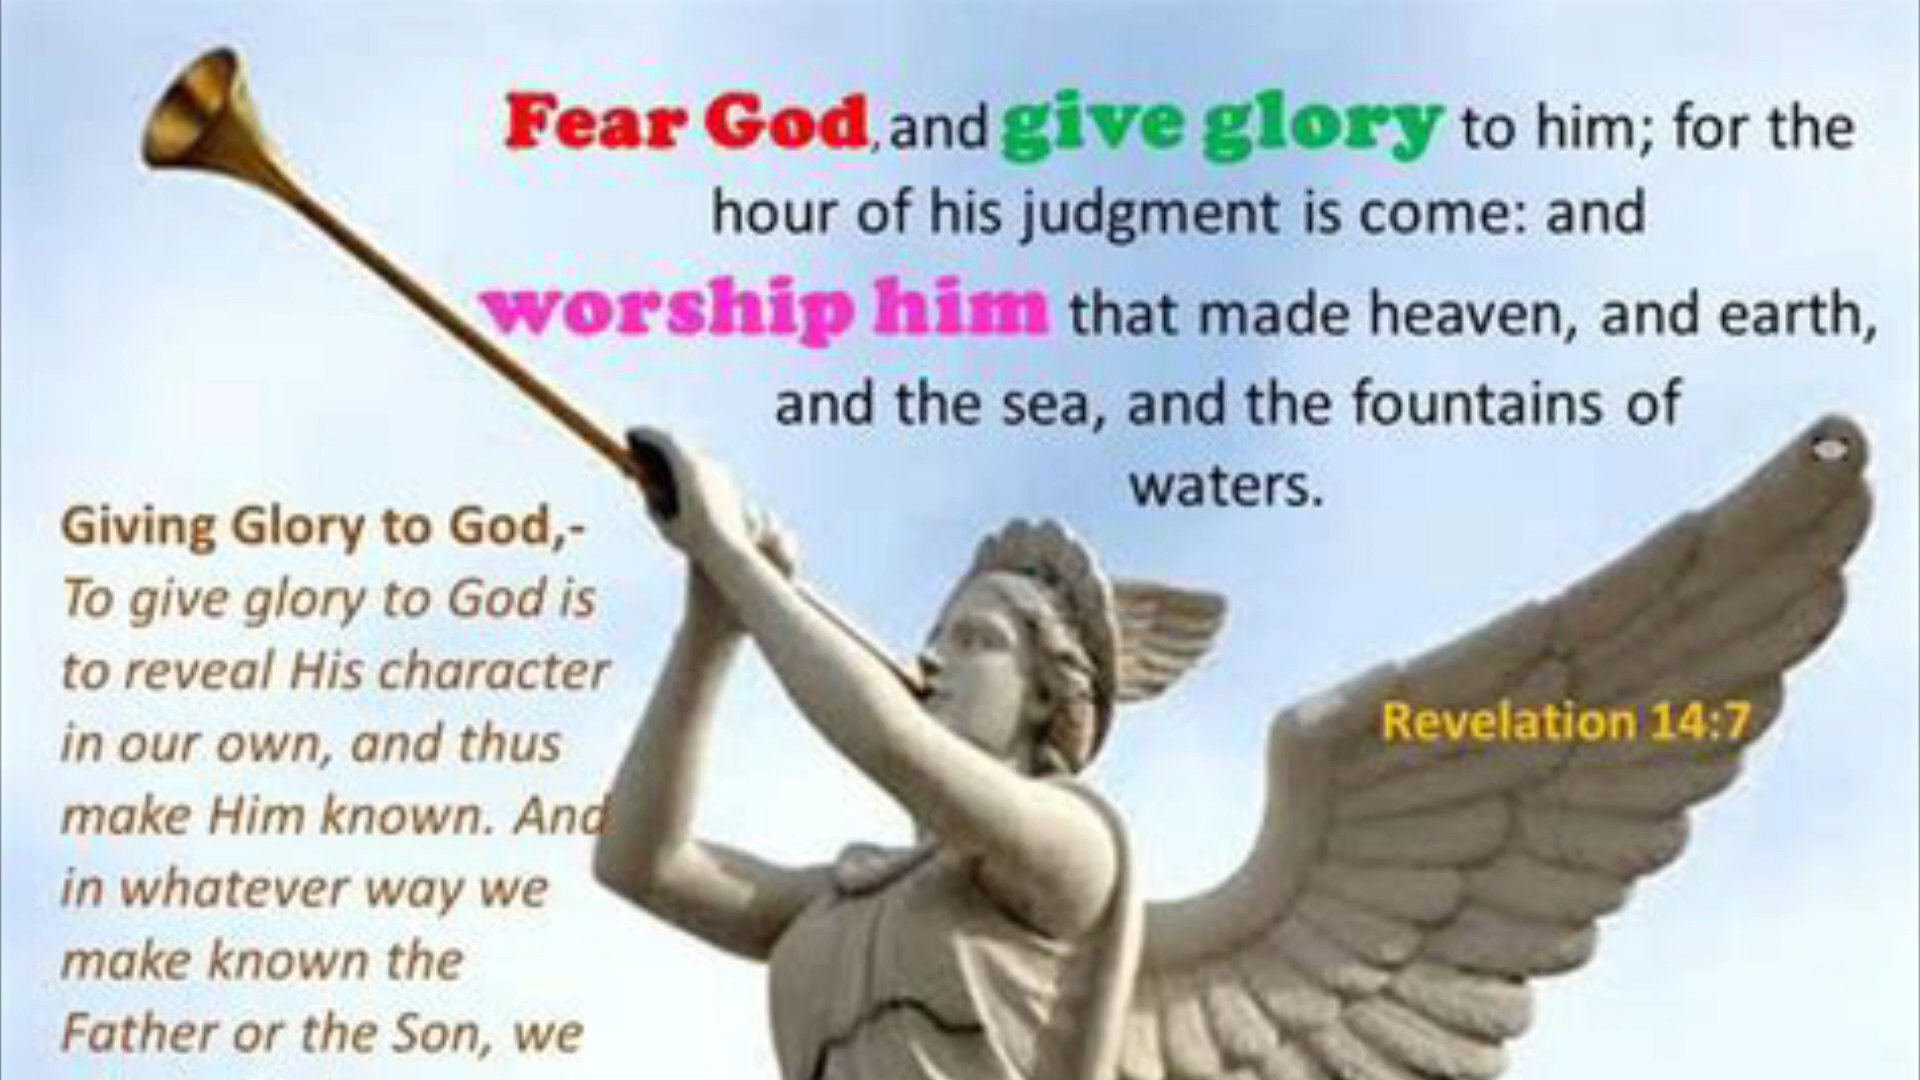 Fear God, and give glory to him; for the
hour of his judgment is come: and
worship him that made heaven, and earth,
and the sea, and the fountains of
waters.
Giving Glory to God,-
To give glory to God is
to reveal His character
in our own, and thus
make Him known. And
in whatever way we
make known the
Father or the Son, we
Revelation 14:7